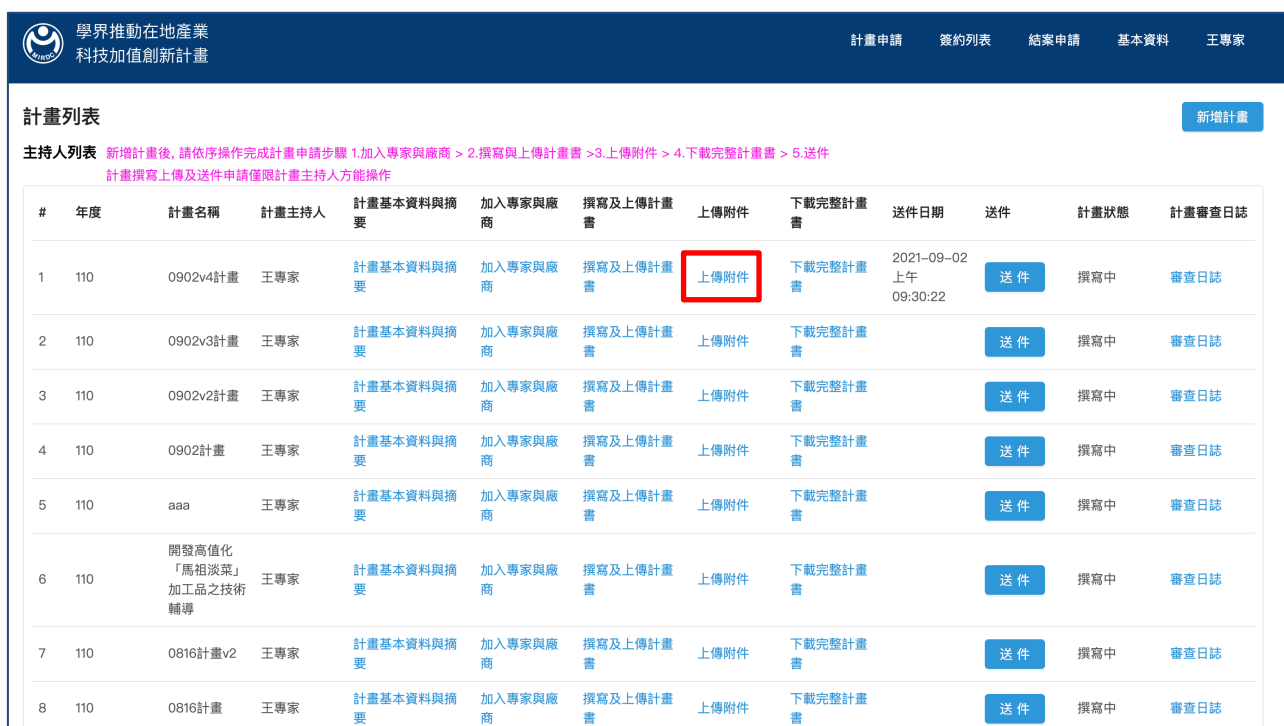 學界推動在地產業
科技加值創新計畫
MIRDC
計畫申請 簽約列表 結案申請 基本資料 王專家
計畫列表
新增計畫
主持人列表 新增計畫後, 請依序操作完成計畫申請步驟 1.加入專家與廠商 > 2.撰寫與上傳計畫書 >3.上傳附件 > 4.下載完整計畫書 > 5.送件
計畫撰寫上傳及送件申請僅限計畫主持人方能操作
# 年度 計畫名稱 計畫主持人 計畫基本資料與摘要 加入專家與廠商 撰寫及上傳計畫書 上傳附件 下載完整計畫書 送件日期 送件 計畫狀態 計畫審查日誌
1 110 0902v4計畫 王專家 計畫基本資料與摘要 加入專家與廠商 撰寫及上傳計畫書 上傳附件 下載完整計畫書 2021-09-02 上午 09:30:22 送件 撰寫中 審查日誌
2 110 0902v3計畫 王專家 計畫基本資料與摘要 加入專家與廠商 撰寫及上傳計畫書 上傳附件 下載完整計畫書 送件 撰寫中 審查日誌
3 110 0902v2計畫 王專家 計畫基本資料與摘要 加入專家與廠商 撰寫及上傳計畫書 上傳附件 下載完整計畫書 送件 撰寫中 審查日誌
4 110 0902計畫 王專家 計畫基本資料與摘要 加入專家與廠商 撰寫及上傳計畫書 上傳附件 下載完整計畫書 送件 撰寫中 審查日誌
5 110 aaa 王專家 計畫基本資料與摘要 加入專家與廠商 撰寫及上傳計畫書 上傳附件 下載完整計畫書 送件 撰寫中 審查日誌
6 110 開發高值化「馬祖淡菜」加工品之技術輔導 王專家 計畫基本資料與摘要 加入專家與廠商 撰寫及上傳計畫書 上傳附件 下載完整計畫書 送件 撰寫中 審查日誌
7 110 0816計畫v2 王專家 計畫基本資料與摘要 加入專家與廠商 撰寫及上傳計畫書 上傳附件 下載完整計畫書 送件 撰寫中 審查日誌
8 110 0816計畫 王專家 計畫基本資料與摘要 加入專家與廠商 撰寫及上傳計畫書 上傳附件 下載完整計畫書 送件 撰寫中 審查日誌